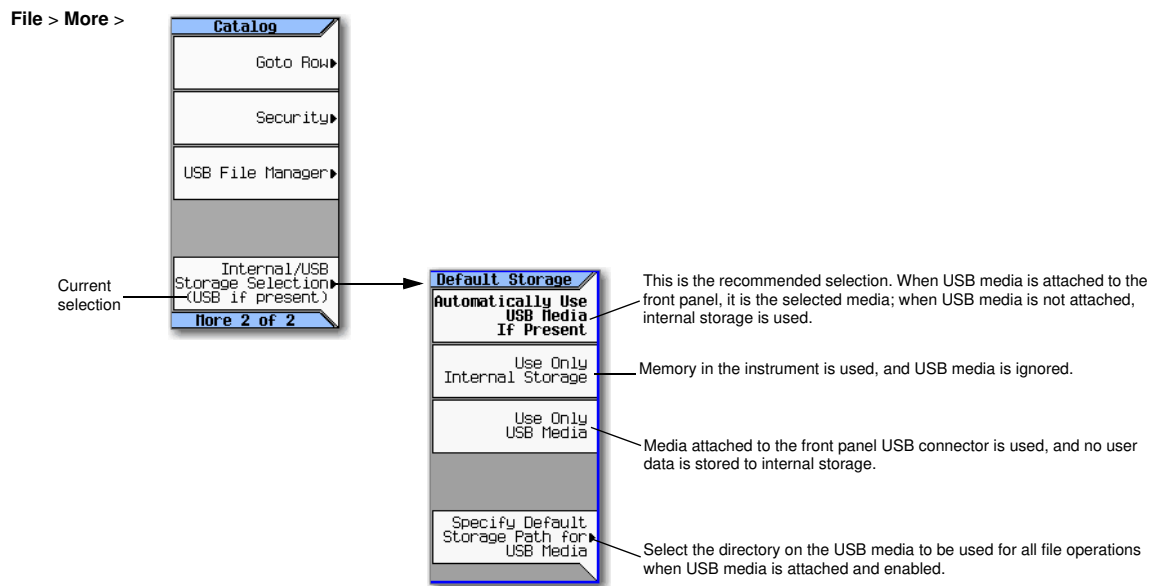 File > More >
Catalog
Goto Row
Security
USB File Manager
Internal/USB
Storage Selection
(USB if present)
More 2 of 2
Current
selection
Default Storage
Automatically Use
USB Media
If Present
This is the recommended selection. When USB media is attached to the
front panel, it is the selected media; when USB media is not attached,
internal storage is used.
Use Only
Internal Storage
Memory in the instrument is used, and USB media is ignored.
Use Only
USB Media
Media attached to the front panel USB connector is used, and no user
data is stored to internal storage.
Specify Default
Storage Path for
USB Media
Select the directory on the USB media to be used for all file operations
when USB media is attached and enabled.